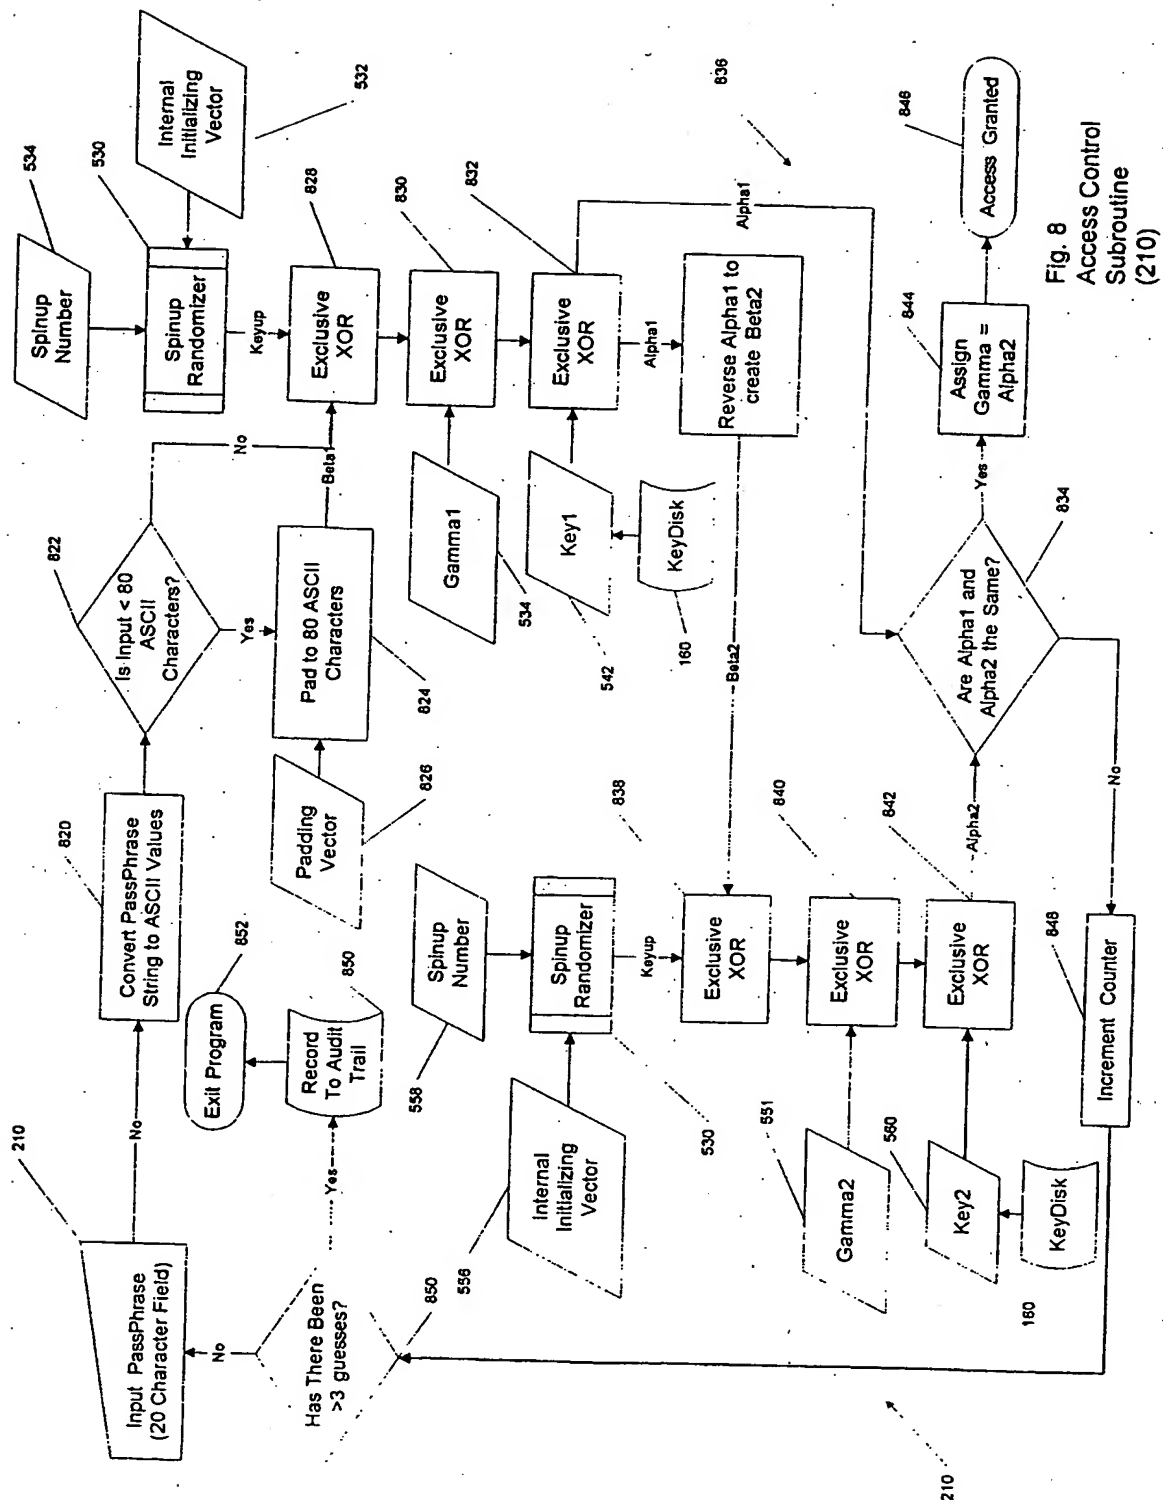 210
Input PassPhrase
(20 Character Field)
No
820
Convert PassPhrase
String to ASCII Values
822
Is Input < 80
ASCII
Characters?
No
Yes
Pad to 80 ASCII
Characters
824
Padding
Vector
826
Beta1
534
Spinup
Number
530
Spinup
Randomizer
Internal
Initializing
Vector
532
Keyup
828
Exclusive
XOR
830
Exclusive
XOR
Gamma1
534
832
Exclusive
XOR
Key1
542
KeyDisk
160
Alpha1
Alpha1
Reverse Alpha1 to
create Beta2
836
Beta2
Has There Been
>3 guesses?
850
No
Yes
Record
To Audit
Trail
850
Exit Program
852
Spinup
Number
558
Spinup
Randomizer
530
Internal
Initializing
Vector
556
Keyup
838
Exclusive
XOR
840
Exclusive
XOR
Gamma2
551
842
Exclusive
XOR
Key2
560
KeyDisk
160
Alpha2
Are Alpha1 and
Alpha2 the Same?
834
Yes
Assign
Gamma =
Alpha2
844
Access Granted
846
No
Increment Counter
848
210
Fig. 8
Access Control
Subroutine
(210)